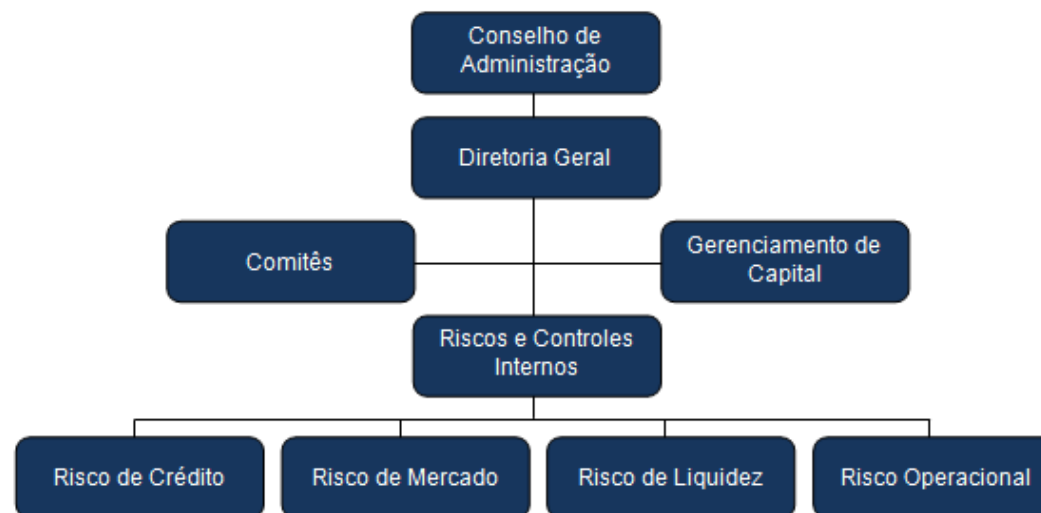 Conselho de
Administração
Diretoria Geral
Comitês
Gerenciamento de
Capital
Riscos e Controles
Internos
Risco de Crédito
Risco de Mercado
Risco de Liquidez
Risco Operacional